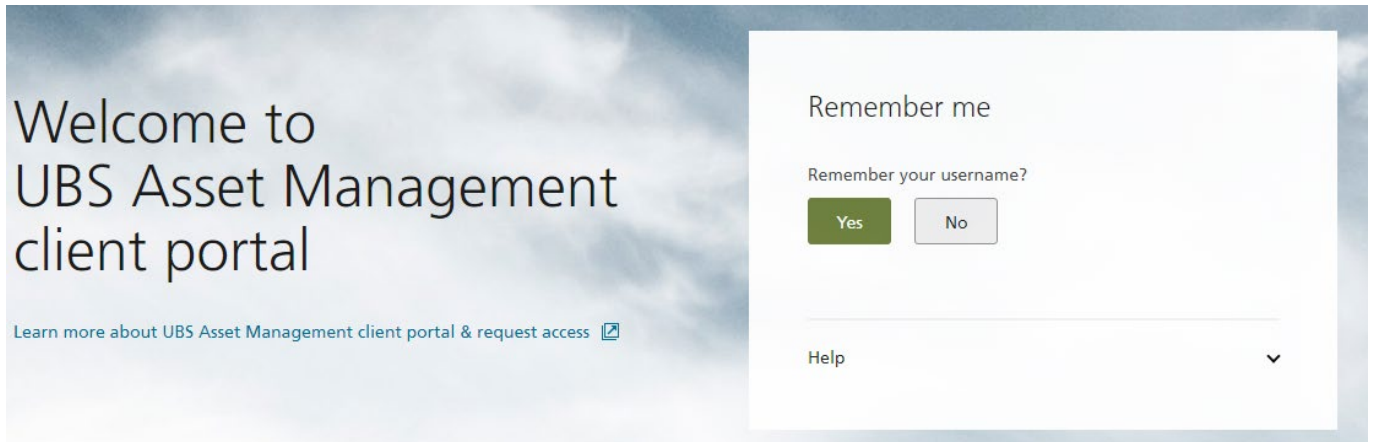 Welcome to
UBS Asset Management
client portal
Learn more about UBS Asset Management client portal & request access
Remember me
Remember your username?
Yes
No
Help